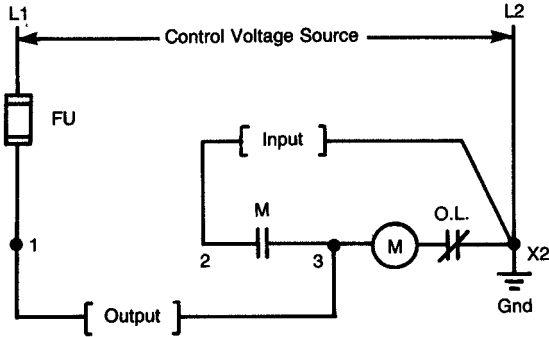 L1
L2
Control Voltage Source
FU
Input
M
O.L.
1
2
3
M
X2
Output
Gnd